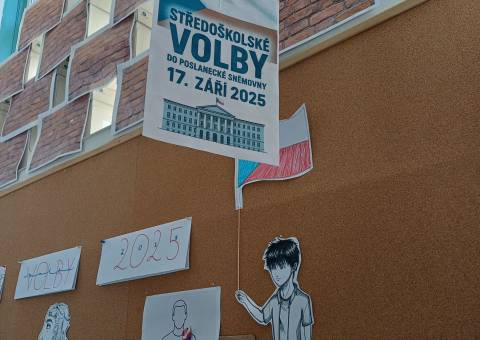 STŘEDOŠKOLSKÉ
VOLBY
DO POSLANECKÉ SNĚMOVNY
17. ZÁŘÍ 2025
VOLBY
2025